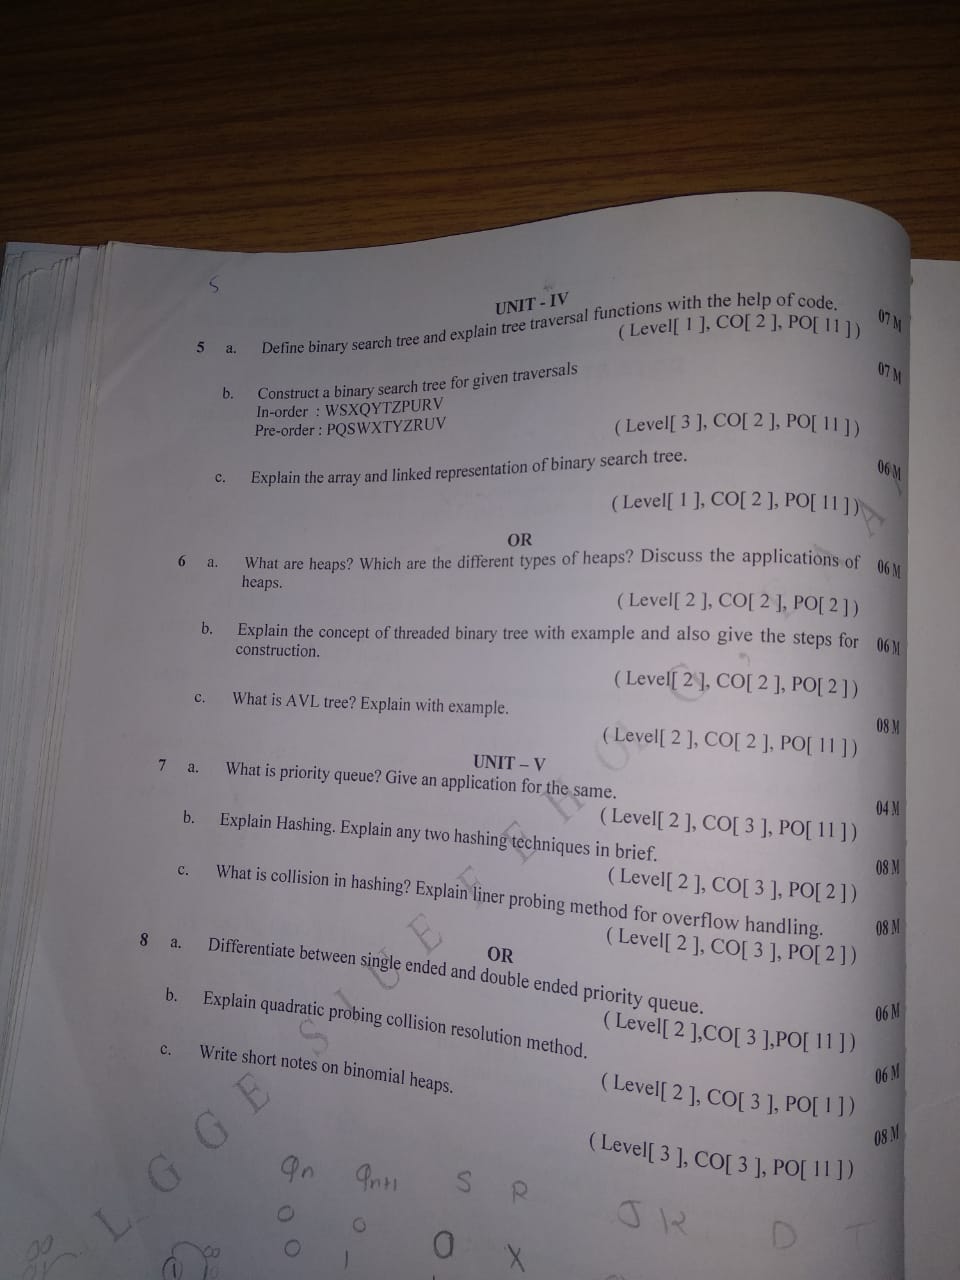 S
UNIT - IV
5 a. Define binary search tree and explain tree traversal functions with the help of code. 07 M
( Level[ 1 ], CO[ 2 ], PO[ 11 ])
b. Construct a binary search tree for given traversals 07 M
In-order : WSXQYTZPURV
Pre-order : PQSWXTYZRUV
( Level[ 3 ], CO[ 2 ], PO[ 11 ])
c. Explain the array and linked representation of binary search tree. 06 M
( Level[ 1 ], CO[ 2 ], PO[ 11 ])
OR
6 a. What are heaps? Which are the different types of heaps? Discuss the applications of 06 M
heaps.
( Level[ 2 ], CO[ 2 ], PO[ 2 ])
b. Explain the concept of threaded binary tree with example and also give the steps for 06 M
construction.
( Level[ 2 ], CO[ 2 ], PO[ 2 ])
c. What is AVL tree? Explain with example. 08 M
( Level[ 2 ], CO[ 2 ], PO[ 11 ])
UNIT – V
7 a. What is priority queue? Give an application for the same. 04 M
( Level[ 2 ], CO[ 3 ], PO[ 11 ])
b. Explain Hashing. Explain any two hashing techniques in brief. 08 M
( Level[ 2 ], CO[ 3 ], PO[ 2 ])
c. What is collision in hashing? Explain liner probing method for overflow handling. 08 M
( Level[ 2 ], CO[ 3 ], PO[ 2 ])
OR
8 a. Differentiate between single ended and double ended priority queue. 06 M
( Level[ 2 ],CO[ 3 ],PO[ 11 ])
b. Explain quadratic probing collision resolution method. 06 M
( Level[ 2 ], CO[ 3 ], PO[ 1 ])
c. Write short notes on binomial heaps. 08 M
( Level[ 3 ], CO[ 3 ], PO[ 11 ])
qn qn+1 S R JK D T
0 0 0 X
0 1